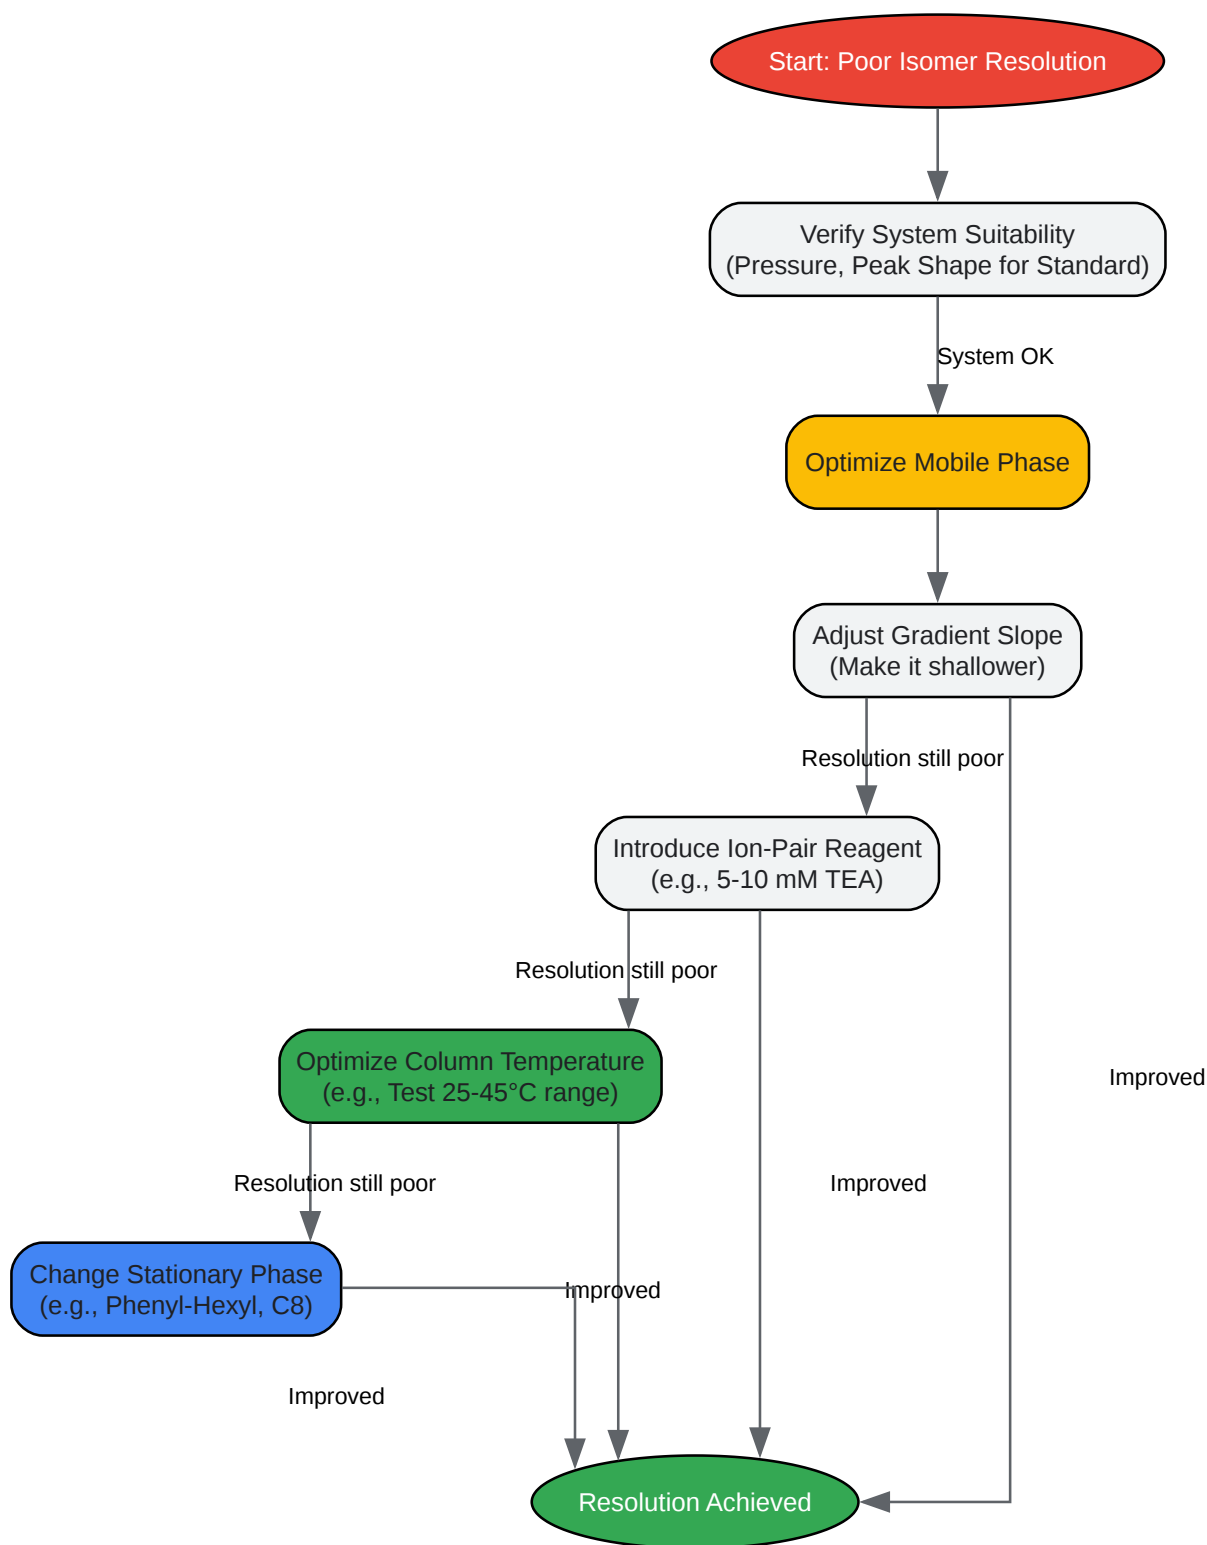 Start: Poor Isomer Resolution
Verify System Suitability
(Pressure, Peak Shape for Standard)
System OK
Optimize Mobile Phase
Adjust Gradient Slope
(Make it shallower)
Resolution still poor
Introduce Ion-Pair Reagent
(e.g., 5-10 mM TEA)
Resolution still poor
Optimize Column Temperature
(e.g., Test 25-45°C range)
Improved
Resolution still poor
Improved
Change Stationary Phase
(e.g., Phenyl-Hexyl, C8)
Improved
Improved
Resolution Achieved